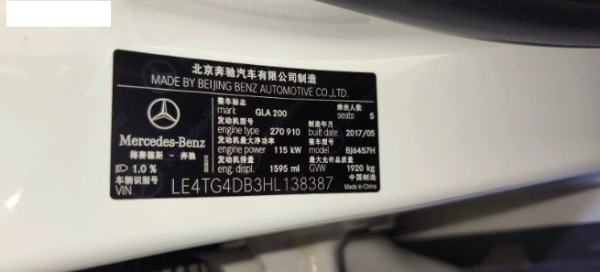 北京奔驰汽车有限公司制造
MADE BY BEIJING BENZ AUTOMOTIVE CO.,LTD.
整车标志 mark GLA 200
乘坐人数 seats 5
发动机型号 engine type 270 910
制造年月 built date 2017/05
发动机最大净功率 engine power 115 kW
整车型号 model BJ6457H
发动机排量 eng. displ. 1595 ml
最大允许总质量 GVW 1920 kg
Mercedes-Benz
梅赛德斯-奔驰
1.0 %
中国制造
Made in China
车辆识别号
VIN LE4TG4DB3HL138387